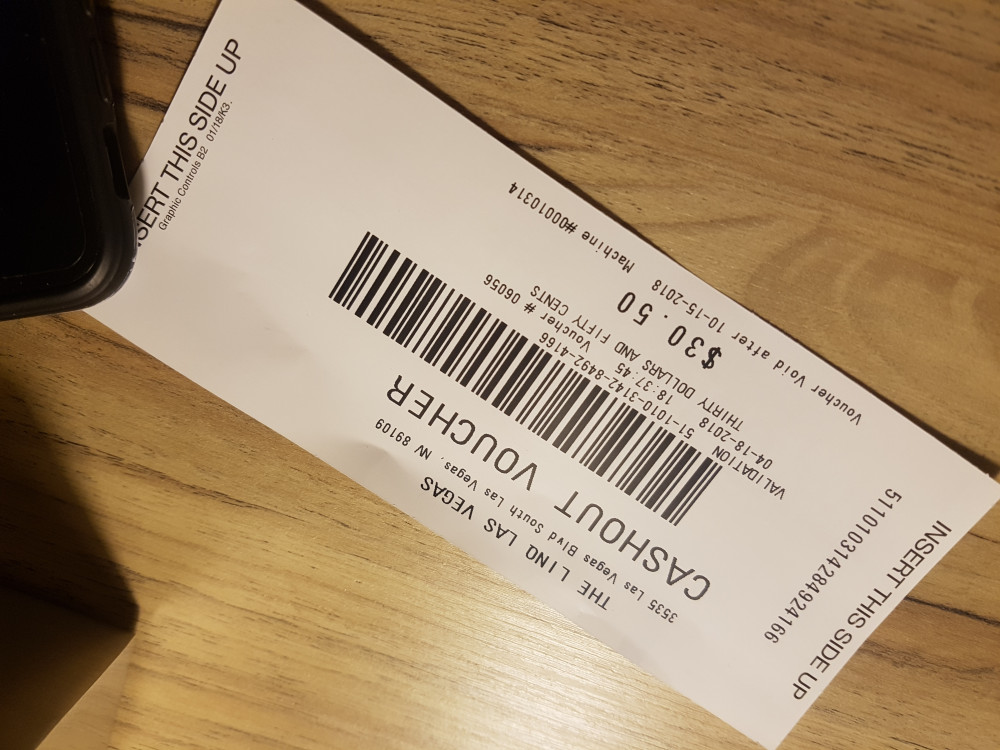 INSERT THIS SIDE UP
511010314284924166
THE LINQ LAS VEGAS
3535 Las Vegas Blvd South Las Vegas, NV 89109
CASHOUT VOUCHER
VALIDATION 51-1010-3142-8492-4166
04-18-2018 18:37:45 Voucher # 06056
THIRTY DOLLARS AND FIFTY CENTS
$30.50
Voucher Void after 10-15-2018 Machine #00010314
SERT THIS SIDE UP
Graphic Controls B2 01/18/K3.